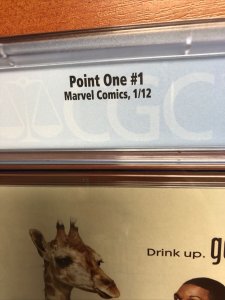 Point One #1
Marvel Comics, 1/12
CGC
Drink up. g